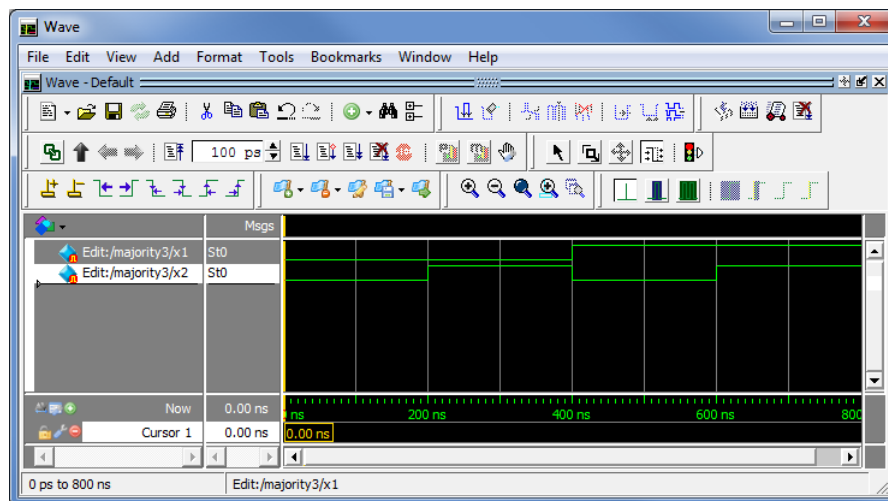 Wave
File Edit View Add Format Tools Bookmarks Window Help
Wave - Default
100 ps
Msgs
Edit:/majority3/x1 St0
Edit:/majority3/x2 St0
Now 0.00 ns ns 200 ns 400 ns 600 ns 800
Cursor 1 0.00 ns 0.00 ns
0 ps to 800 ns Edit:/majority3/x1